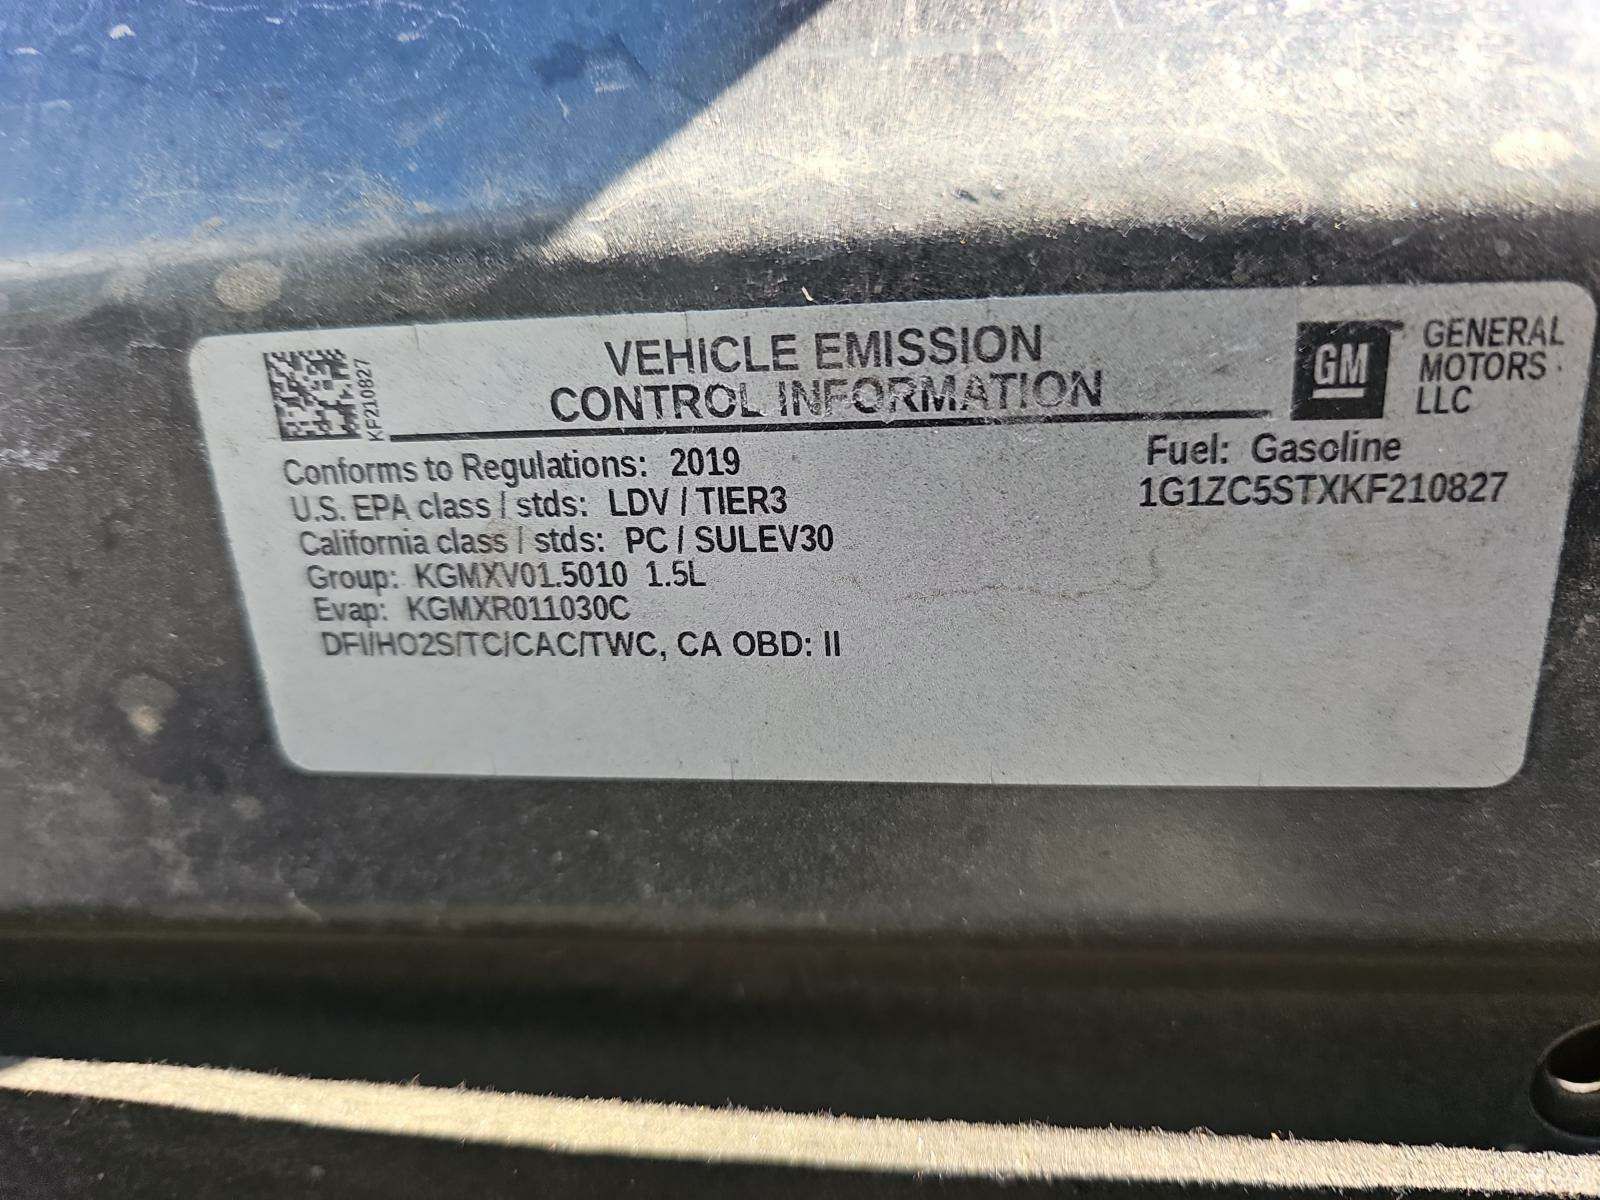 KF210827
VEHICLE EMISSION
CONTROL INFORMATION
GM
GENERAL
MOTORS
LLC
Conforms to Regulations: 2019
U.S. EPA class / stds: LDV / TIER3
California class / stds: PC / SULEV30
Group: KGMXV01.5010 1.5L
Evap: KGMXR011030C
DFI/HO2S/TC/CAC/TWC, CA OBD: II
Fuel: Gasoline
1G1ZC5STXKF210827